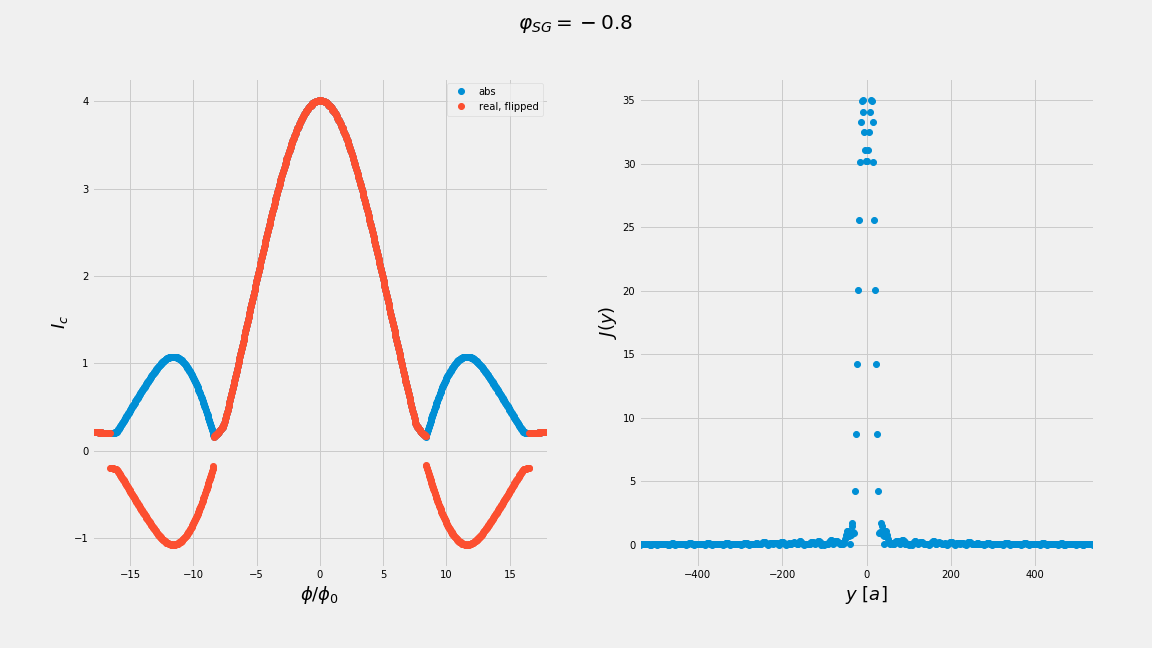 φ_SG = −0.8
abs
real, flipped
4
3
2
1
0
−1
I_c
−15 −10 −5 0 5 10 15
ϕ/ϕ_0
35
30
25
20
15
10
5
0
J(y)
−400 −200 0 200 400
y [a]